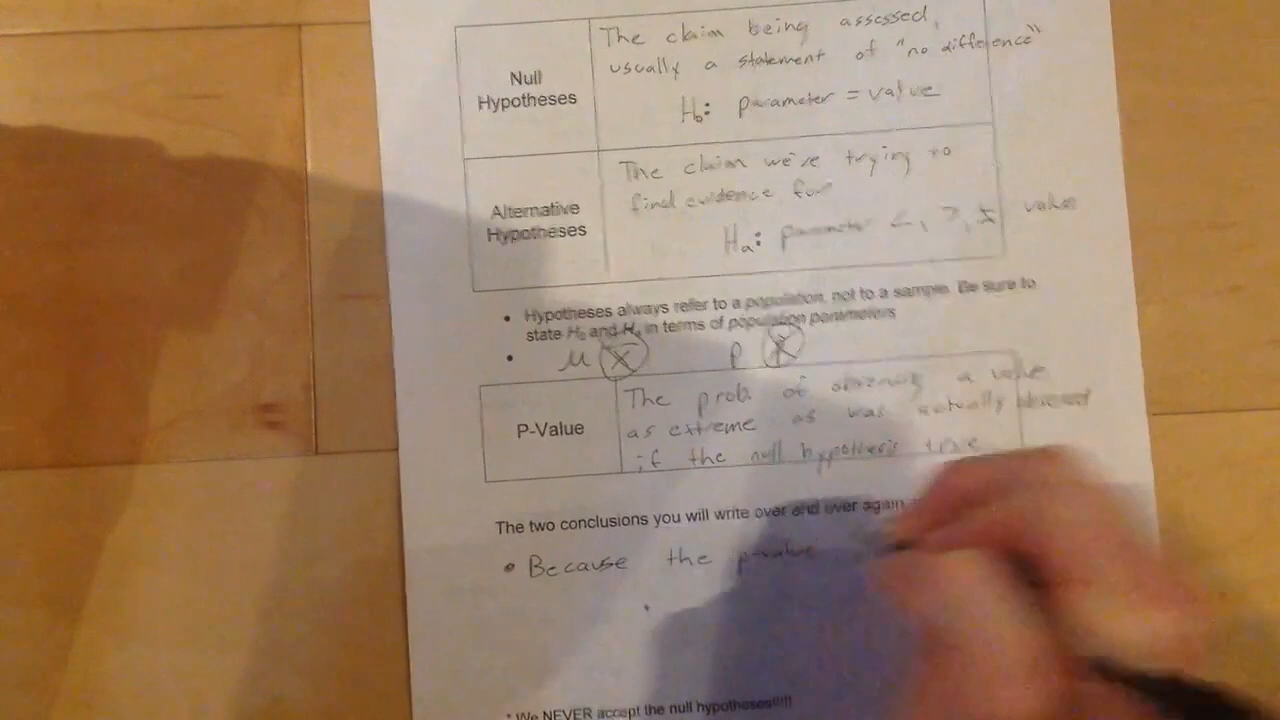 Null
Hypotheses
The claim being assessed,
usually a statement of "no difference"
H₀: parameter = value
Alternative
Hypotheses
The claim we're trying to
find evidence for
Hₐ: parameter <, >, ≠ value
• Hypotheses always refer to a population, not to a sample. Be sure to
state H₀ and Hₐ in terms of population parameters
• μ x̄ p
P-Value
The prob. of observing a value
as extreme as was actually observed
if the null hypothesis true
The two conclusions you will write over and over again
• Because the p-value
* We NEVER accept the null hypotheses!!!!!